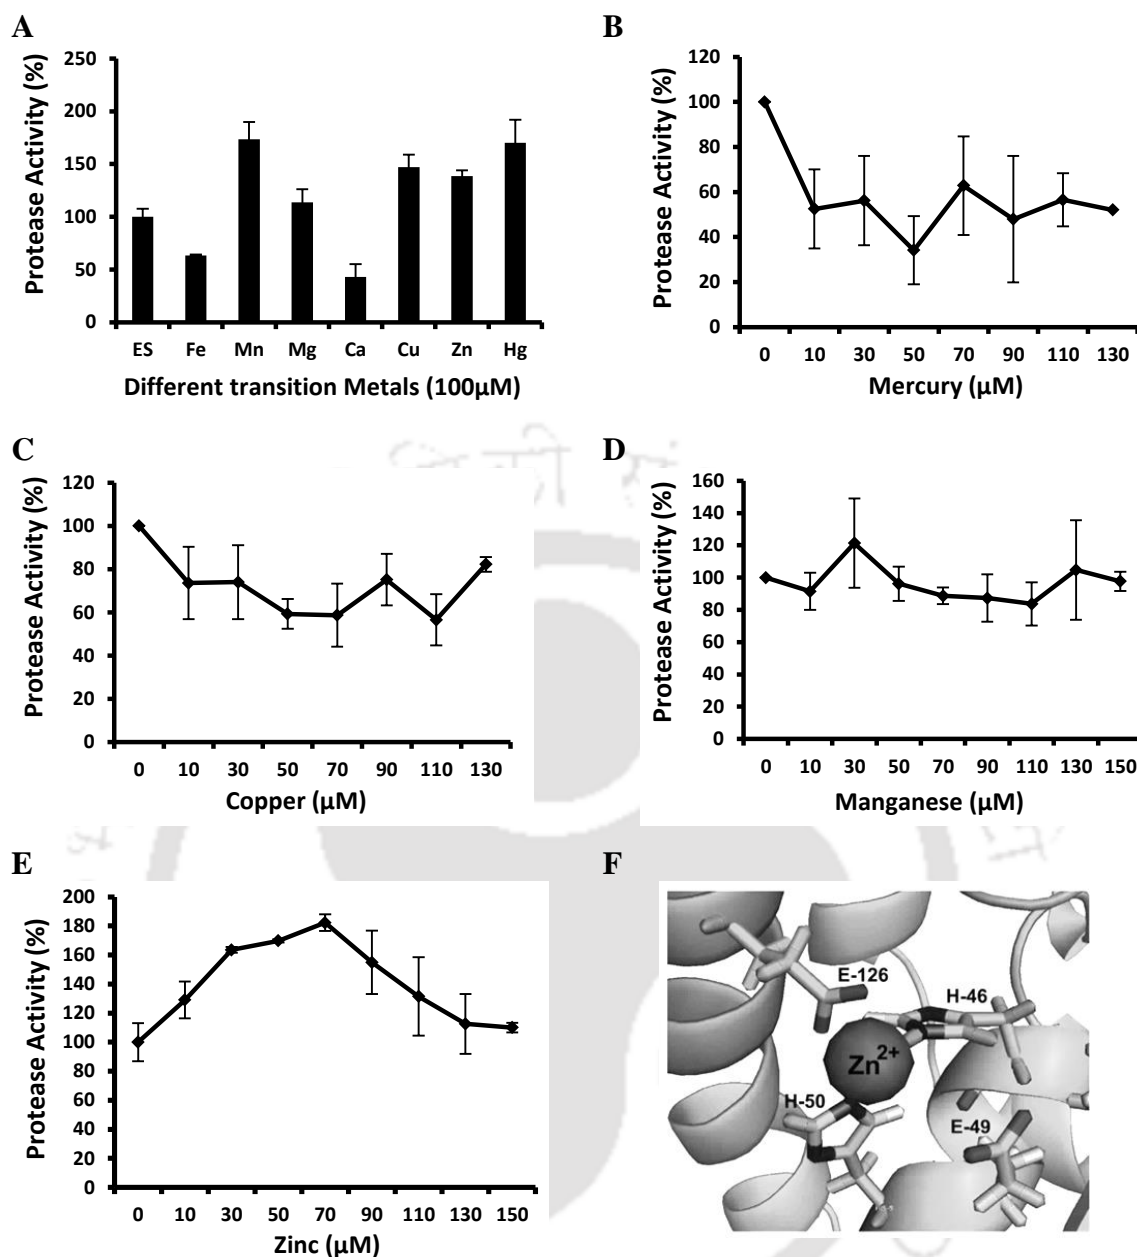 A
Protease Activity (%)
250
200
150
100
50
0
ES Fe Mn Mg Ca Cu Zn Hg
Different transition Metals (100µM)
B
Protease Activity (%)
120
100
80
60
40
20
0
0 10 30 50 70 90 110 130
Mercury (µM)
C
Protease Activity (%)
120
100
80
60
40
20
0
0 10 30 50 70 90 110 130
Copper (µM)
D
Protease Activity (%)
160
140
120
100
80
60
40
20
0
0 10 30 50 70 90 110 130 150
Manganese (µM)
E
Protease Activity (%)
200
180
160
140
120
100
80
60
40
20
0
0 10 30 50 70 90 110 130 150
Zinc (µM)
F
E-126
H-46
Zn2+
H-50
E-49